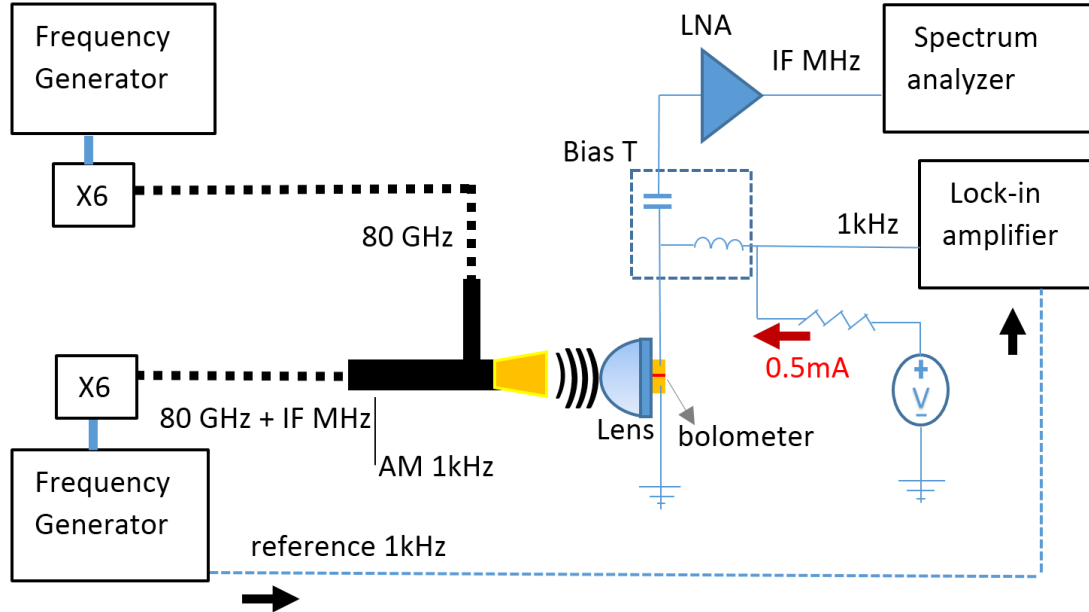 Frequency
Generator
X6
80 GHz
LNA
IF MHz
Spectrum
analyzer
Bias T
1kHz
Lock-in
amplifier
0.5mA
V
X6
80 GHz + IF MHz
AM 1kHz
Lens
bolometer
Frequency
Generator
reference 1kHz